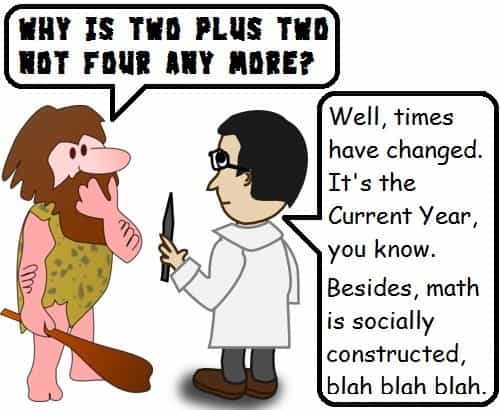 WHY IS TWO PLUS TWO
NOT FOUR ANY MORE?
Well, times
have changed.
It's the
Current Year,
you know.
Besides, math
is socially
constructed,
blah blah blah.